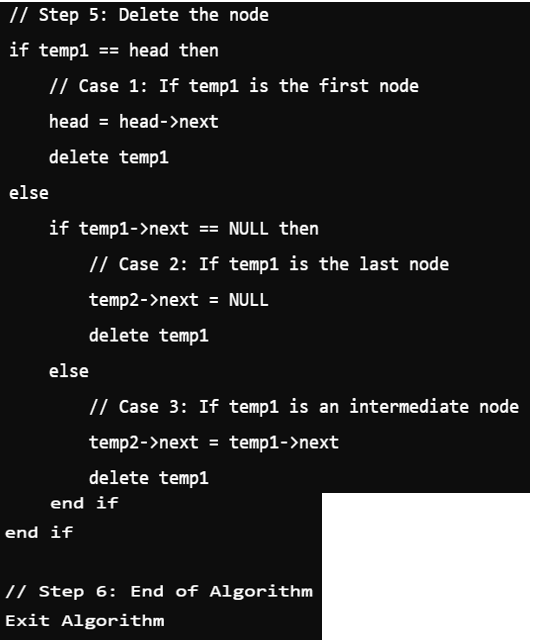 // Step 5: Delete the node
if temp1 == head then
// Case 1: If temp1 is the first node
head = head->next
delete temp1
else
if temp1->next == NULL then
// Case 2: If temp1 is the last node
temp2->next = NULL
delete temp1
else
// Case 3: If temp1 is an intermediate node
temp2->next = temp1->next
delete temp1
end if
end if
// Step 6: End of Algorithm
Exit Algorithm